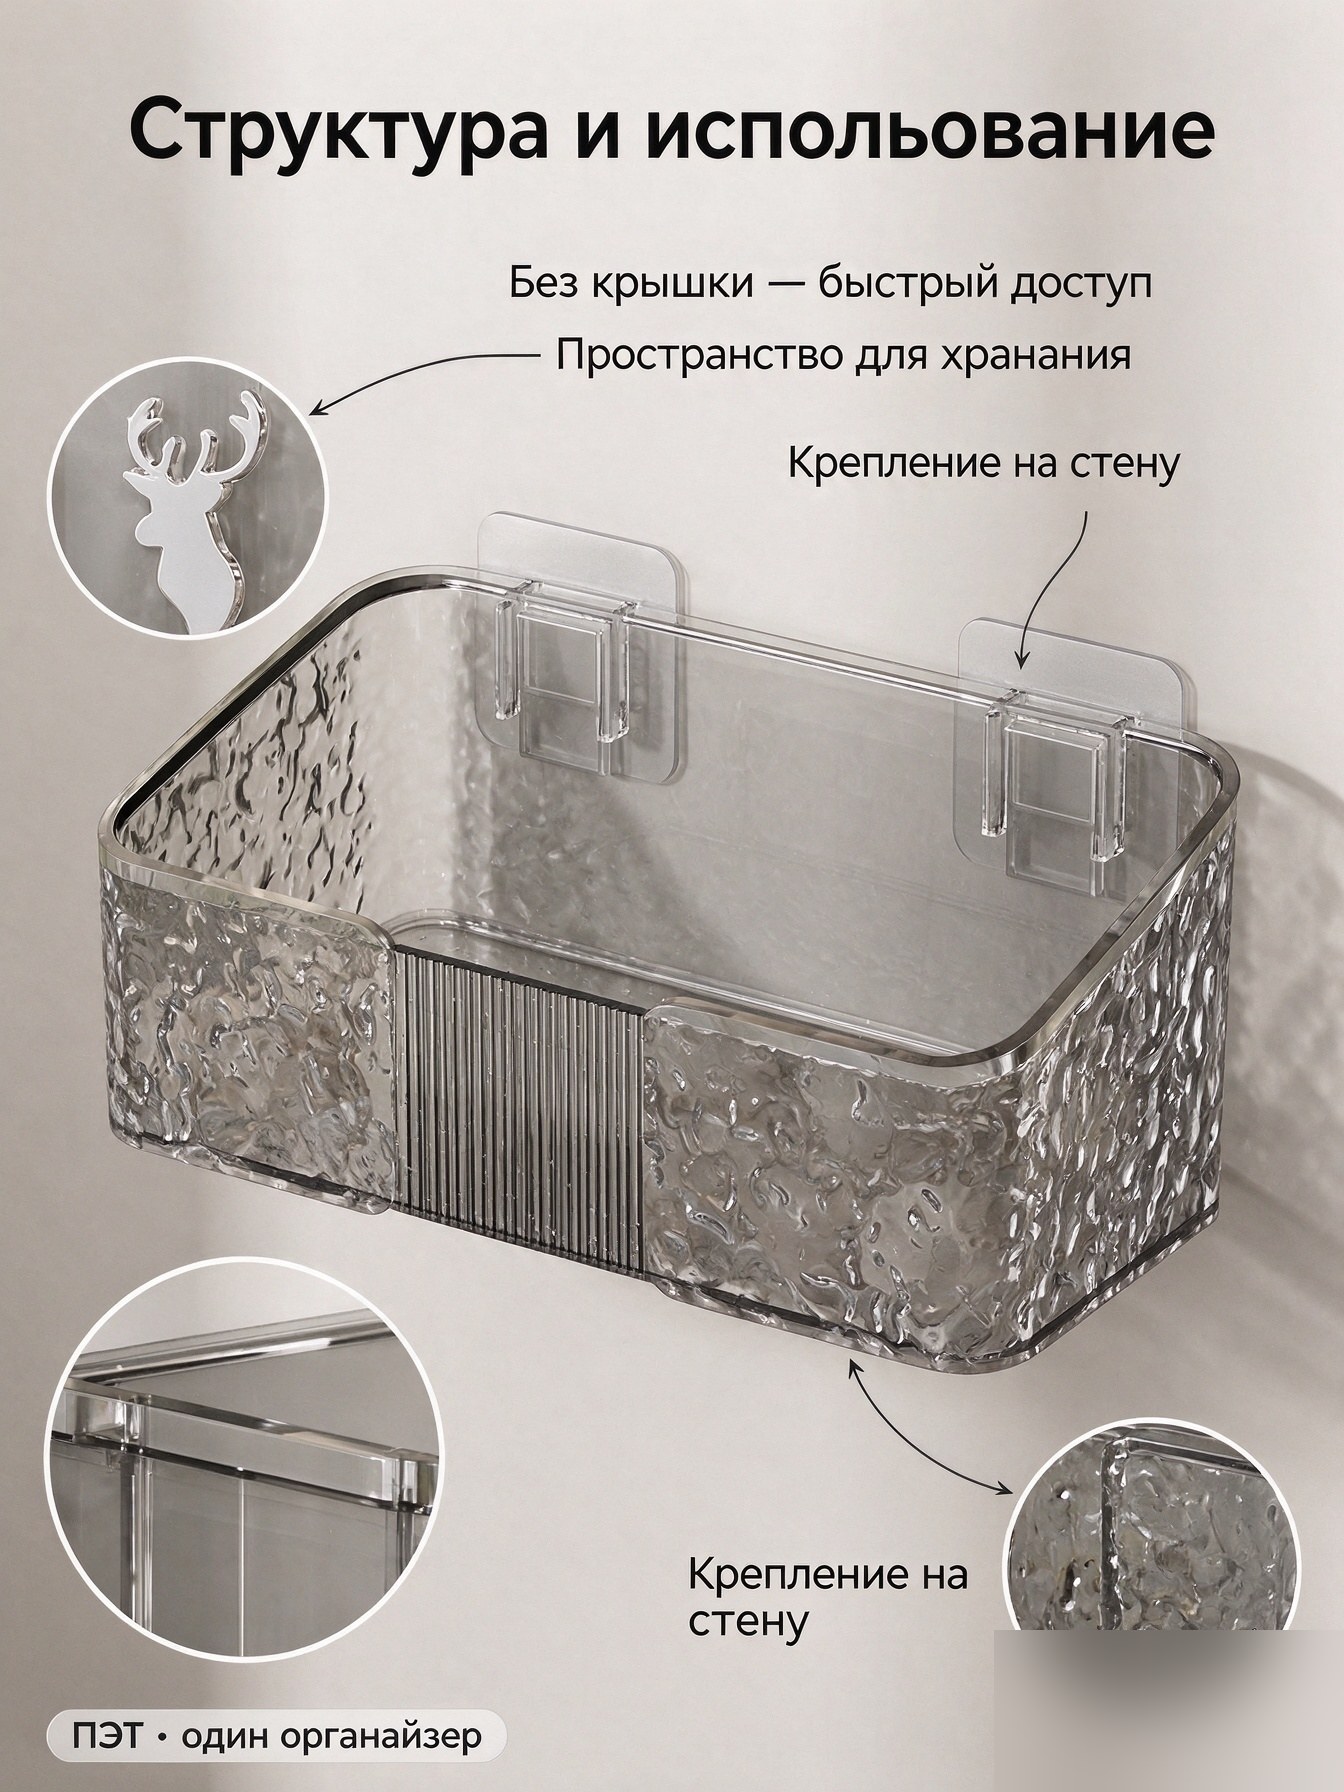 Структура и испольование
Без крышки — быстрый доступ
Пространство для хранания
Крепление на стену
Крепление на
стену
ПЭТ • один органайзер